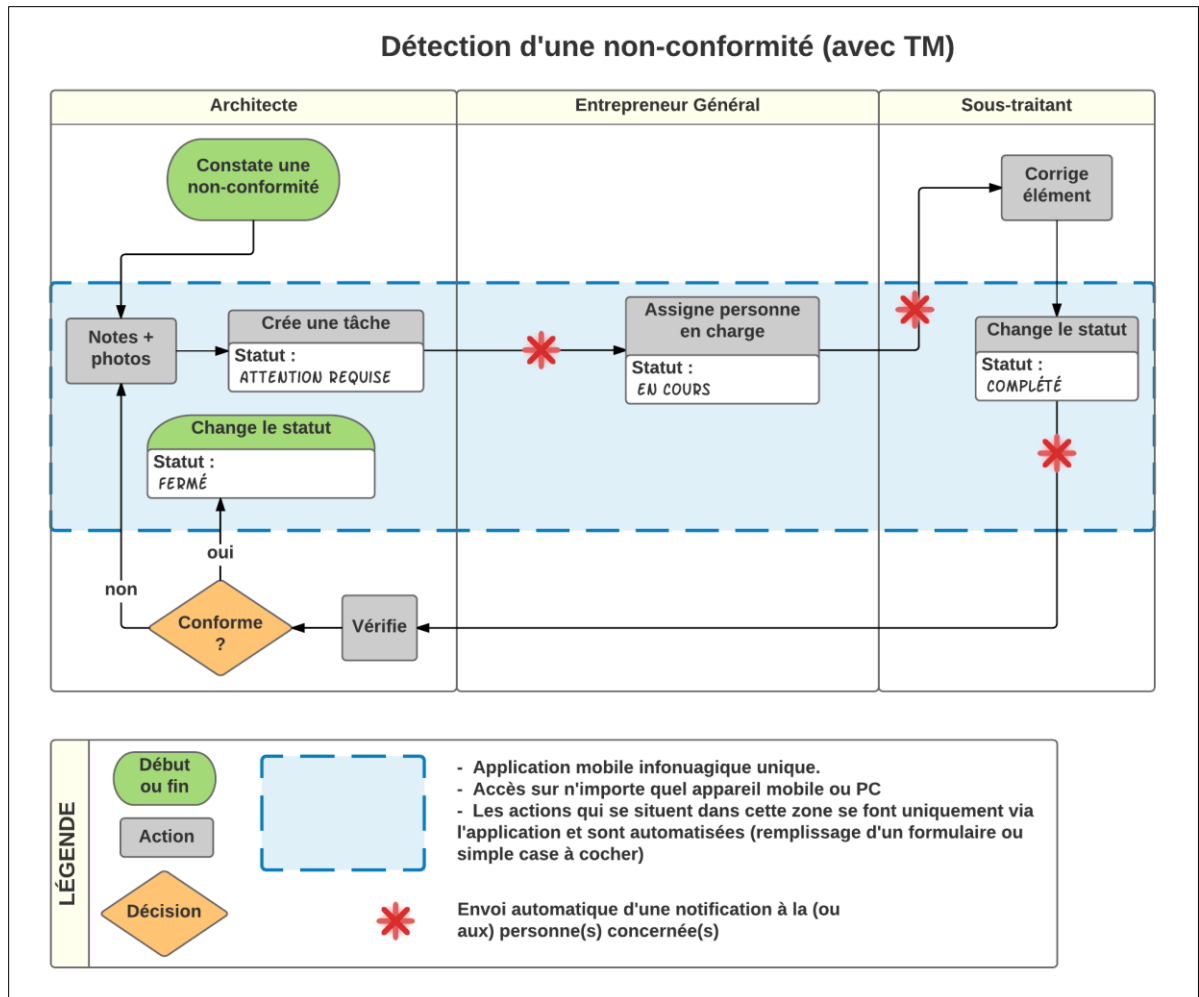 Détection d'une non-conformité (avec TM)
Architecte
Entrepreneur Général
Sous-traitant
Constate une
non-conformité
Corrige
élément
Notes +
photos
Crée une tâche
Statut :
ATTENTION REQUISE
Assigne personne
en charge
Statut :
EN COURS
Change le statut
Statut :
COMPLÉTÉ
Change le statut
Statut :
FERMÉ
oui
non
Conforme
?
Vérifie
LÉGENDE
Début
ou fin
Action
Décision
- Application mobile infonuagique unique.
- Accès sur n'importe quel appareil mobile ou PC
- Les actions qui se situent dans cette zone se font uniquement via
l'application et sont automatisées (remplissage d'un formulaire ou
simple case à cocher)
Envoi automatique d'une notification à la (ou
aux) personne(s) concernée(s)